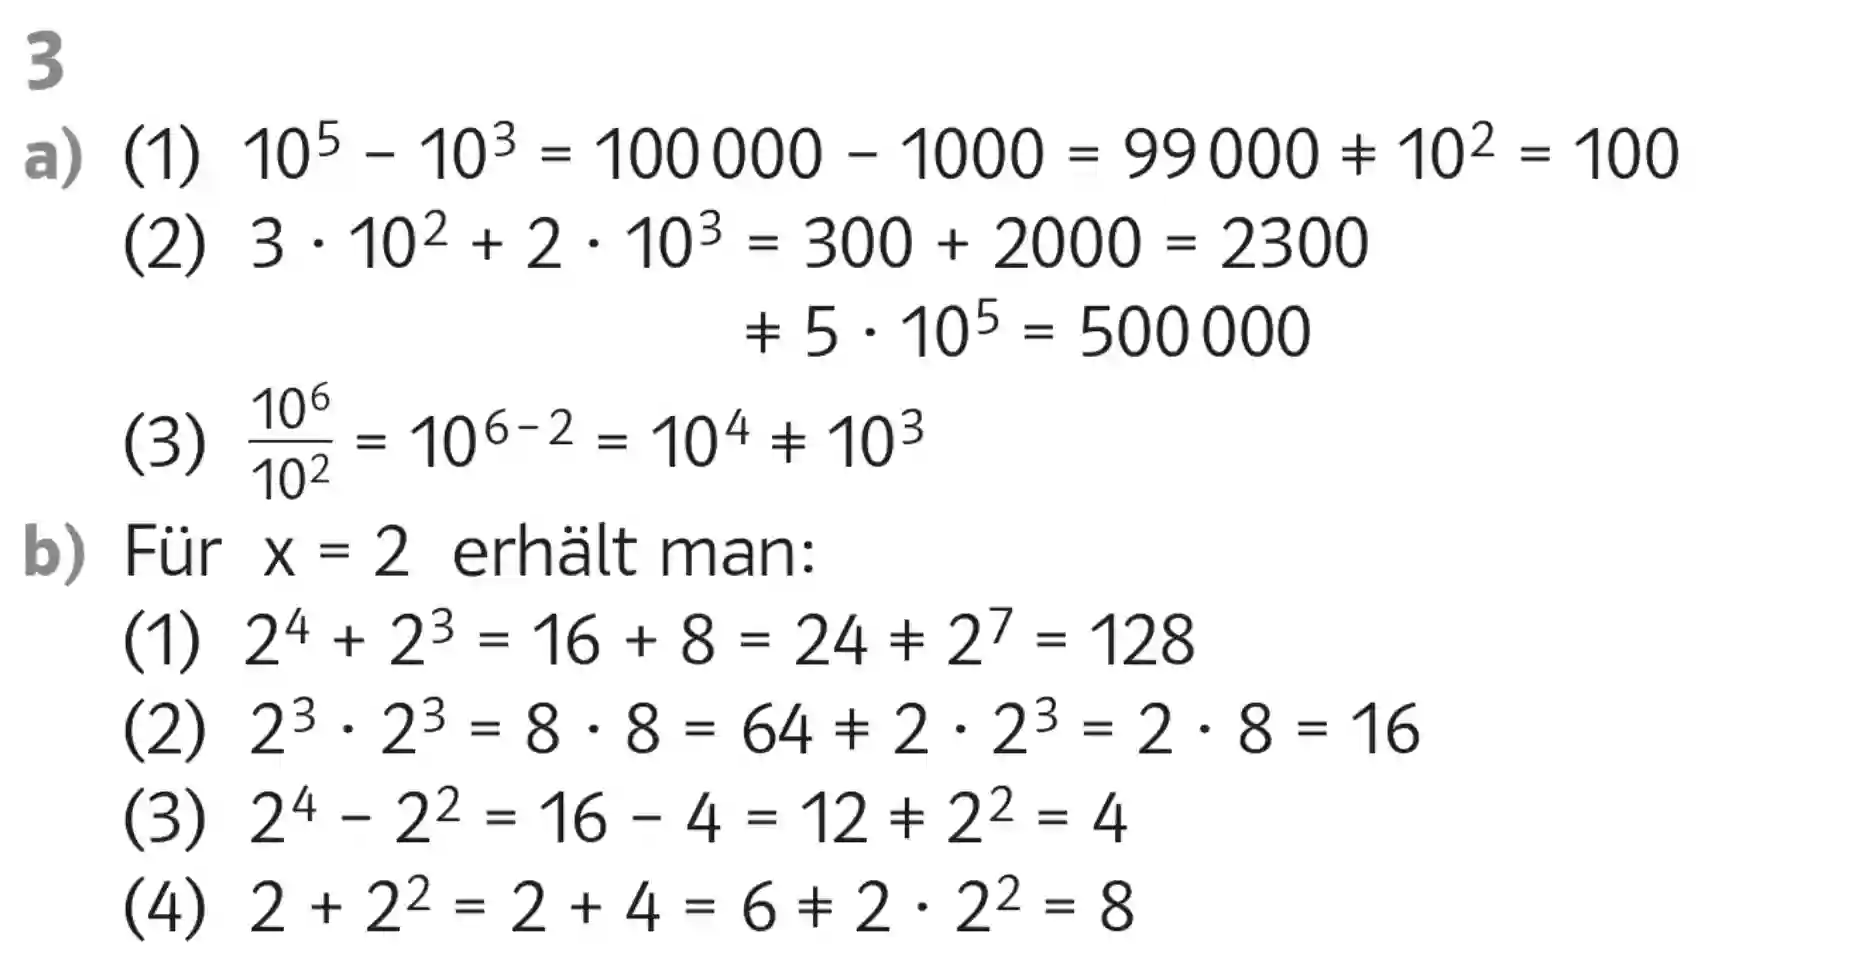 3
a) (1) 10⁵ − 10³ = 100 000 − 1000 = 99 000 ≠ 10² = 100
(2) 3 · 10² + 2 · 10³ = 300 + 2000 = 2300
≠ 5 · 10⁵ = 500 000
(3) 10⁶/10² = 10⁶⁻² = 10⁴ ≠ 10³
b) Für x = 2 erhält man:
(1) 2⁴ + 2³ = 16 + 8 = 24 ≠ 2⁷ = 128
(2) 2³ · 2³ = 8 · 8 = 64 ≠ 2 · 2³ = 2 · 8 = 16
(3) 2⁴ − 2² = 16 − 4 = 12 ≠ 2² = 4
(4) 2 + 2² = 2 + 4 = 6 ≠ 2 · 2² = 8